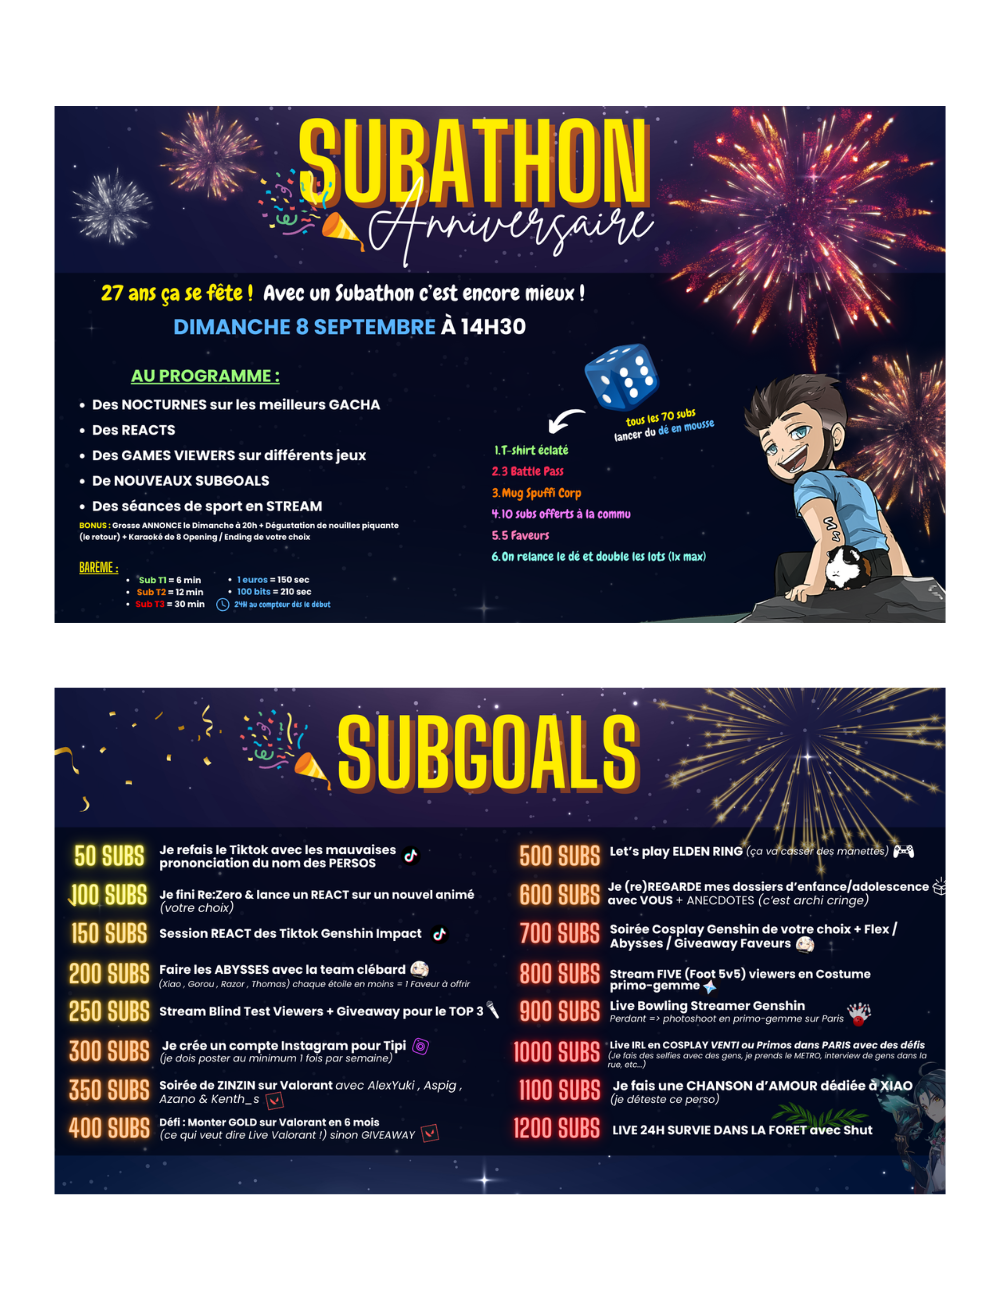 SUBATHON
Anniversaire
27 ans ça se fête ! Avec un Subathon c'est encore mieux !
DIMANCHE 8 SEPTEMBRE À 14H30
AU PROGRAMME :
• Des NOCTURNES sur les meilleurs GACHA
• Des REACTS
• Des GAMES VIEWERS sur différents jeux
• De NOUVEAUX SUBGOALS
• Des séances de sport en STREAM
BONUS : Grosse ANNONCE le Dimanche à 20h + Dégustation de nouilles piquante
(le retour) + Karaoké de 8 Opening / Ending de votre choix
BARÈME :
• Sub T1 = 6 min
• Sub T2 = 12 min
• Sub T3 = 30 min
• 1 euros = 150 sec
• 100 bits = 210 sec
24H au compteur dès le début
tous les 70 subs
lancer du dé en mousse
1.T-shirt éclaté
2.3 Battle Pass
3.Mug Spuffi Corp
4.10 subs offerts à la commu
5.5 Faveurs
6.On relance le dé et double les lots (1x max)
SUBGOALS
50 SUBS Je refais le Tiktok avec les mauvaises
prononciation du nom des PERSOS
100 SUBS Je fini Re:Zero & lance un REACT sur un nouvel animé
(votre choix)
150 SUBS Session REACT des Tiktok Genshin Impact
200 SUBS Faire les ABYSSES avec la team clébard
(Xiao , Gorou , Razor , Thomas) chaque étoile en moins = 1 Faveur à offrir
250 SUBS Stream Blind Test Viewers + Giveaway pour le TOP 3
300 SUBS Je crée un compte Instagram pour Tipi
(je dois poster au minimum 1 fois par semaine)
350 SUBS Soirée de ZINZIN sur Valorant avec AlexYuki , Aspig ,
Azano & Kenth_s
400 SUBS Défi : Monter GOLD sur Valorant en 6 mois
(ce qui veut dire Live Valorant !) sinon GIVEAWAY
500 SUBS Let's play ELDEN RING (ça va casser des manettes)
600 SUBS Je (re)REGARDE mes dossiers d'enfance/adolescence
avec VOUS + ANECDOTES (c'est archi cringe)
700 SUBS Soirée Cosplay Genshin de votre choix + Flex /
Abysses / Giveaway Faveurs
800 SUBS Stream FIVE (Foot 5v5) viewers en Costume
primo-gemme
900 SUBS Live Bowling Streamer Genshin
Perdant => photoshoot en primo-gemme sur Paris
1000 SUBS Live IRL en COSPLAY VENTI ou Primos dans PARIS avec des défis
(Je fais des selfies avec des gens, je prends le METRO, interview de gens dans la
rue, etc...)
1100 SUBS Je fais une CHANSON d'AMOUR dédiée à XIAO
(je déteste ce perso)
1200 SUBS LIVE 24H SURVIE DANS LA FORET avec Shut